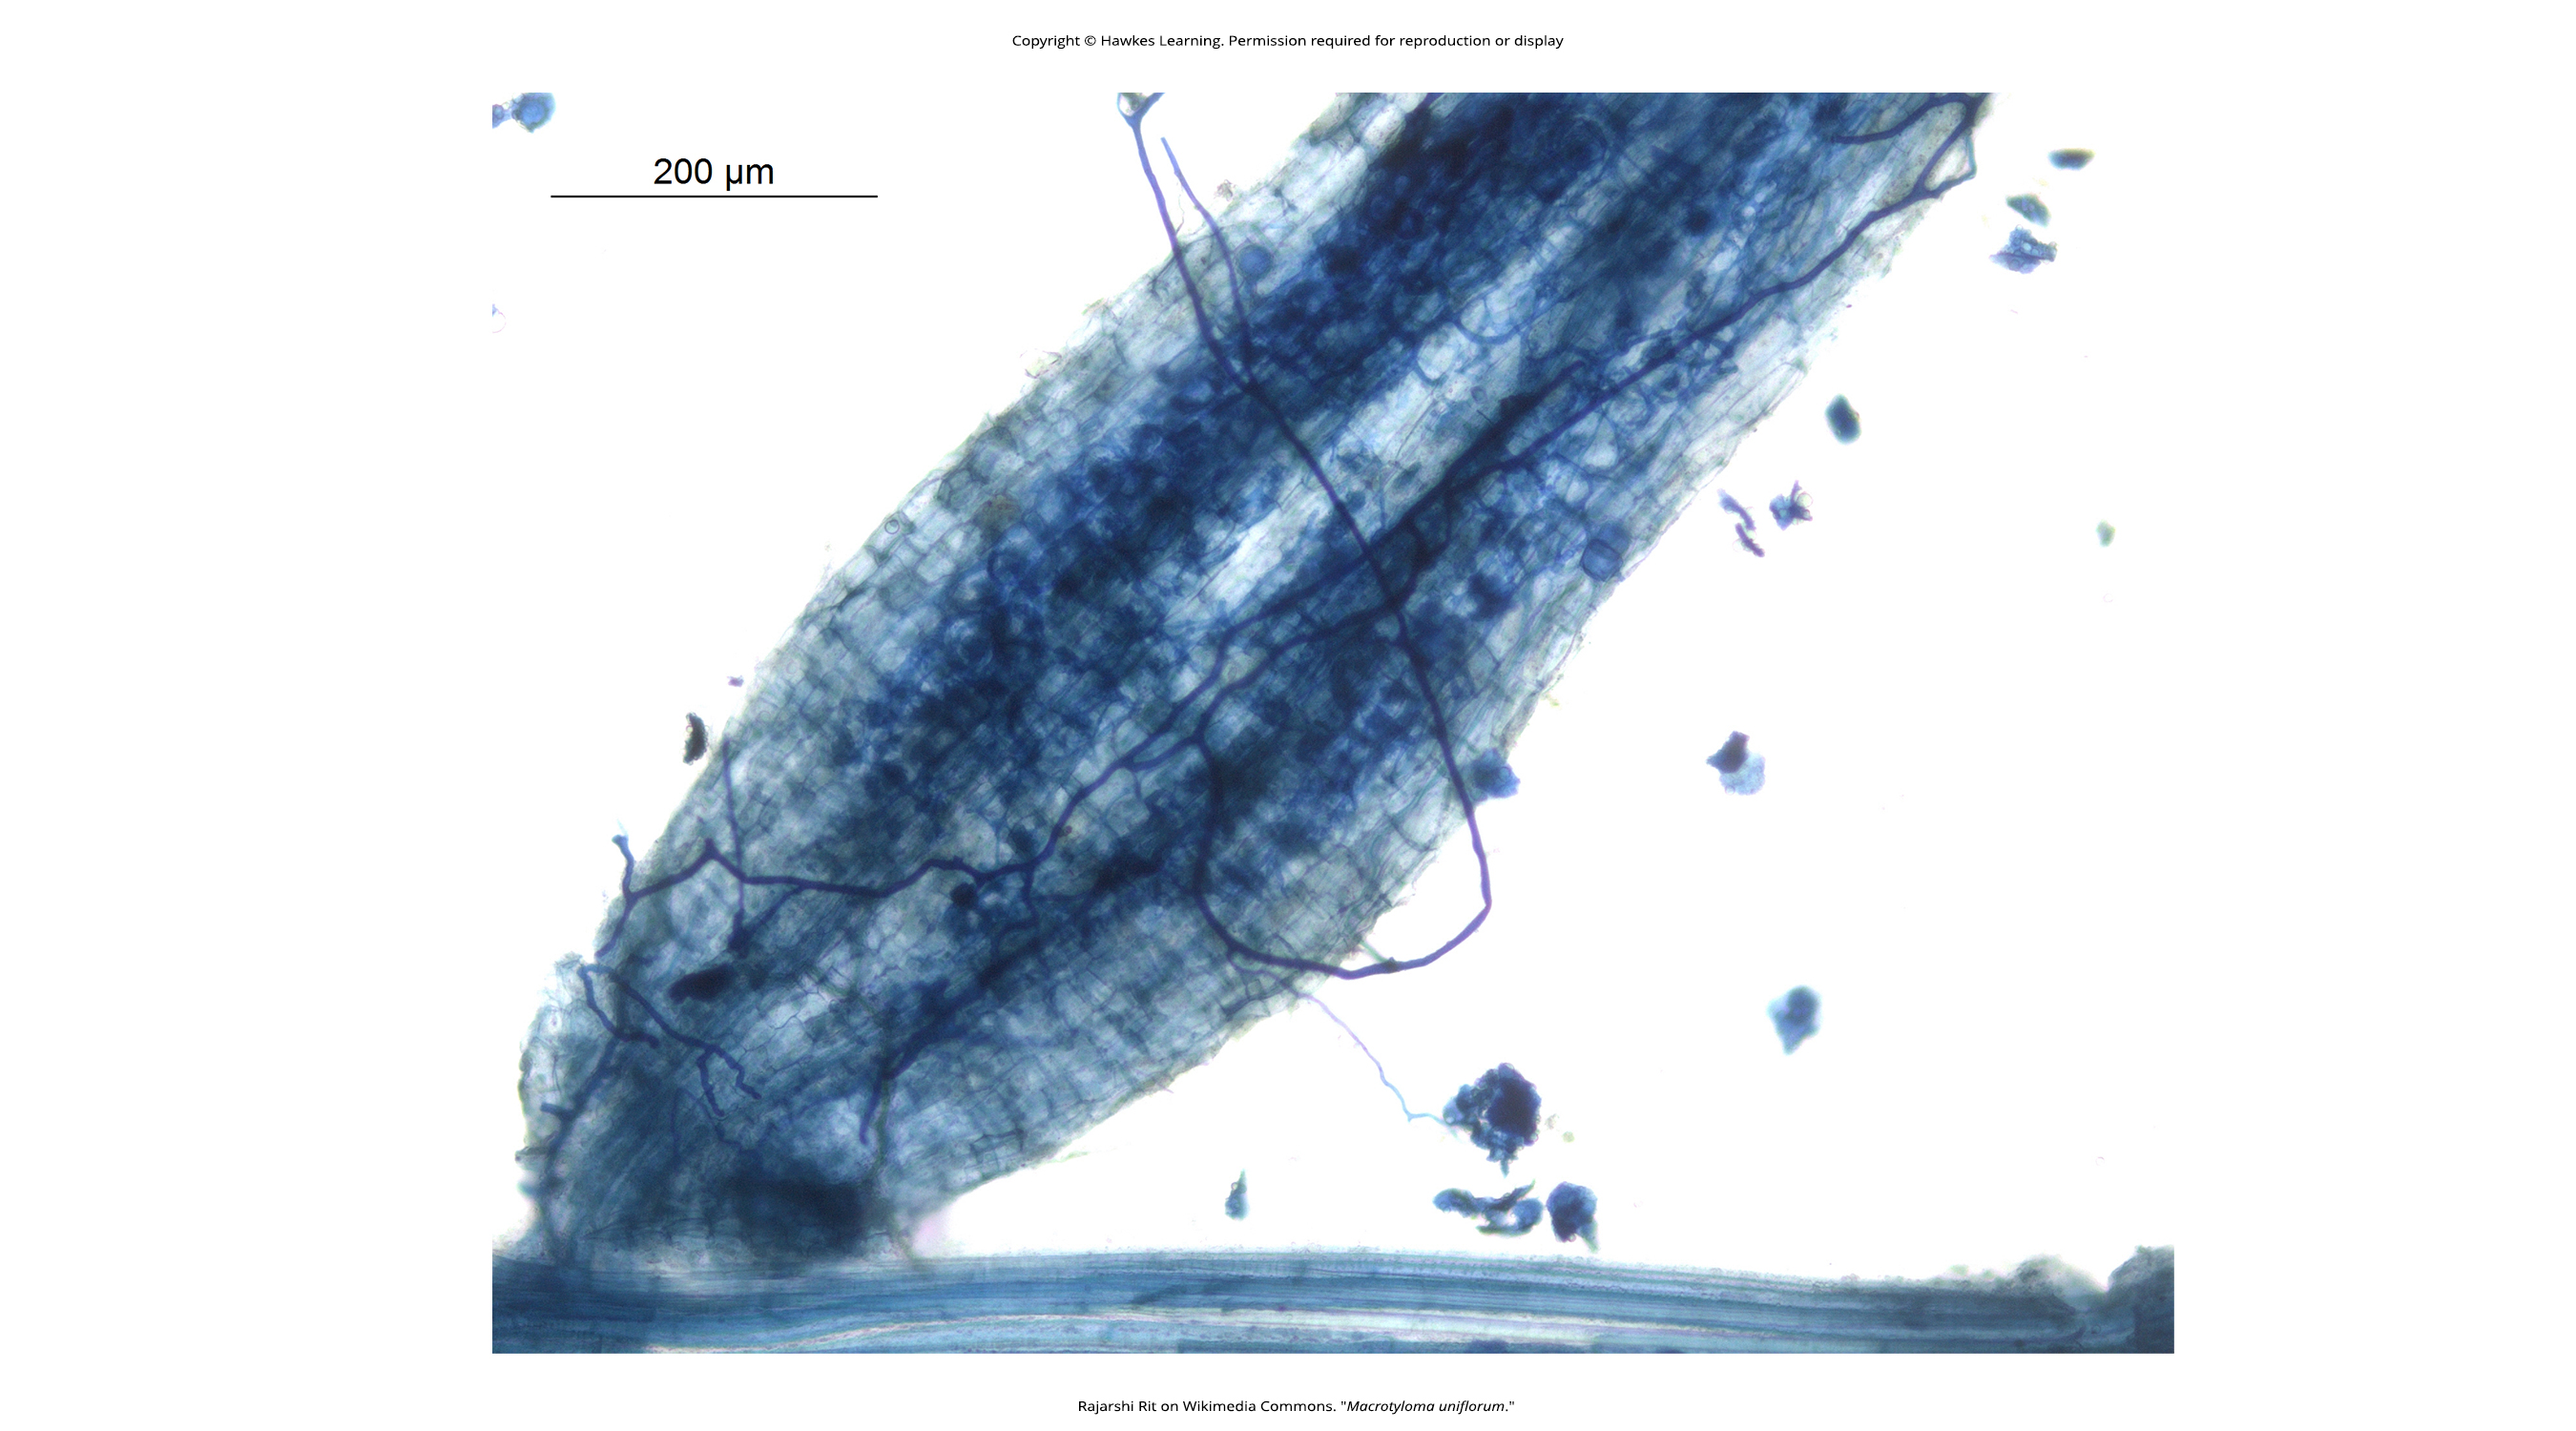 Copyright © Hawkes Learning. Permission required for reproduction or display
200 µm
Rajarshi Rit on Wikimedia Commons. "Macrotyloma uniflorum."